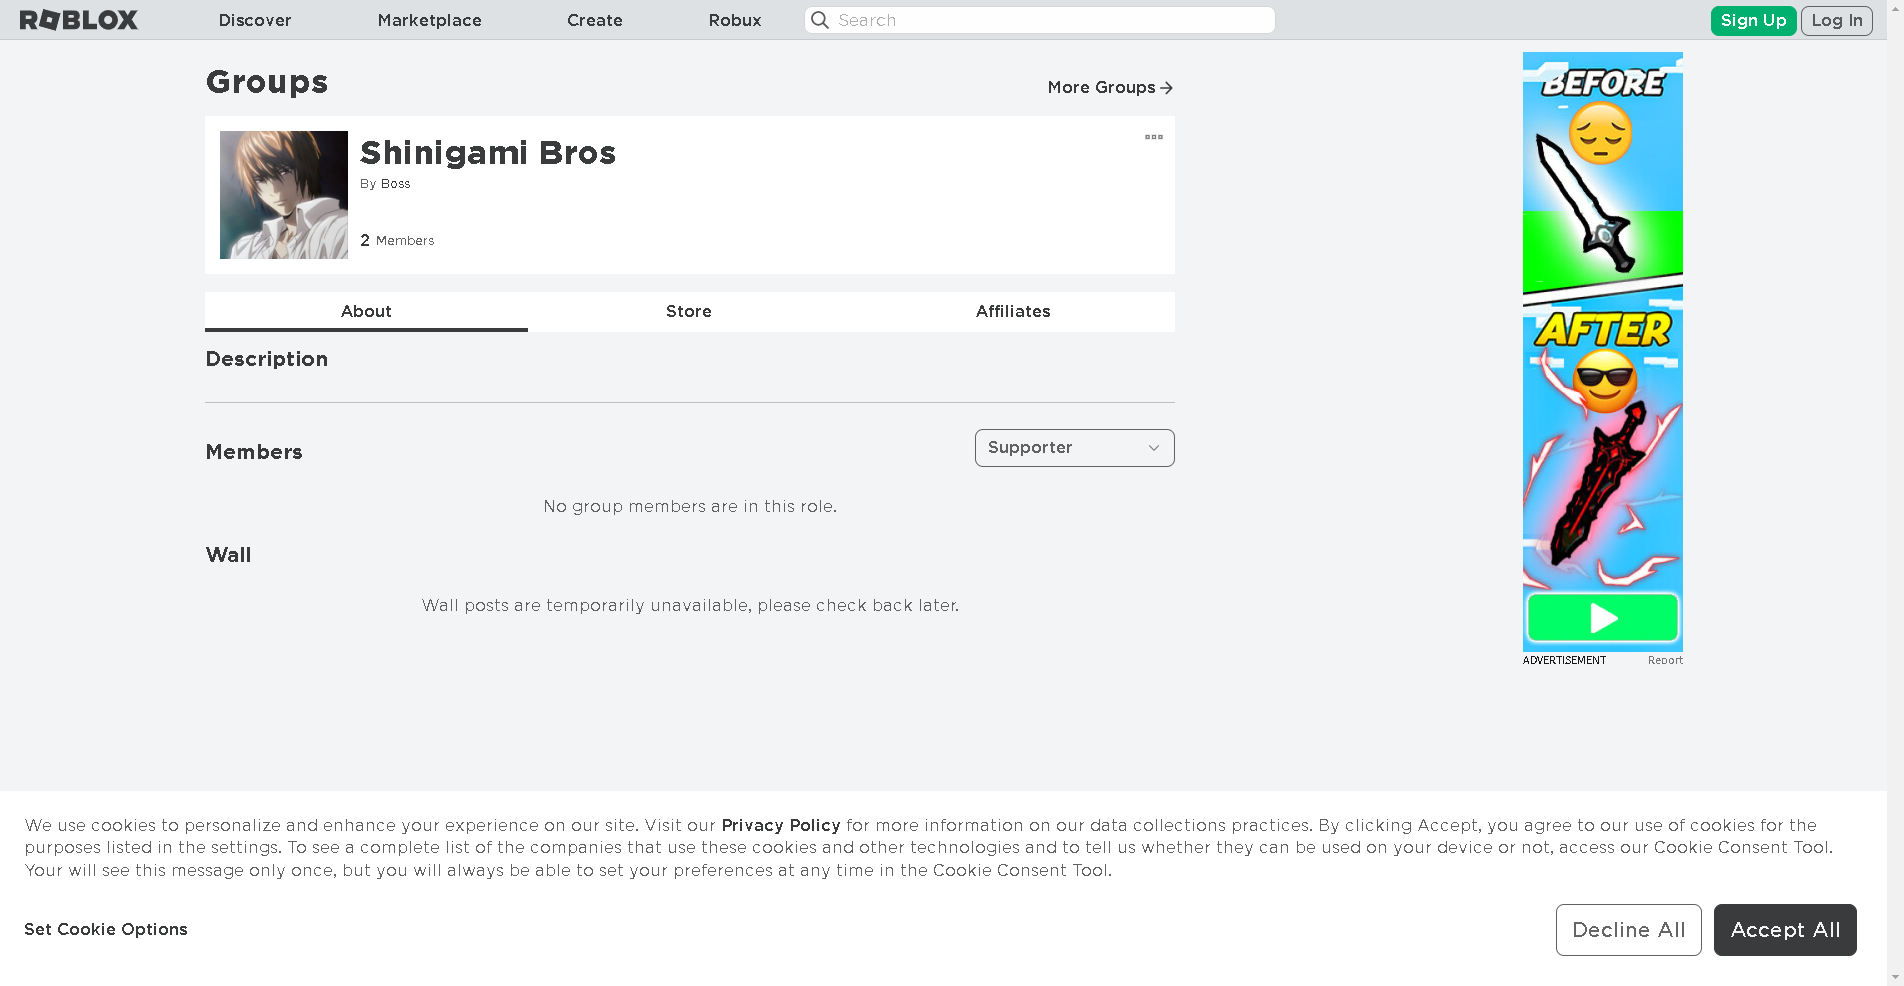 ROBLOX
Discover
Marketplace
Create
Robux
Search
Sign Up
Log In
Groups
More Groups
Shinigami Bros
By Boss
2 Members
About
Store
Affiliates
Description
Members
Supporter
No group members are in this role.
Wall
Wall posts are temporarily unavailable, please check back later.
BEFORE
AFTER
ADVERTISEMENT
Report
We use cookies to personalize and enhance your experience on our site. Visit our Privacy Policy for more information on our data collections practices. By clicking Accept, you agree to our use of cookies for the
purposes listed in the settings. To see a complete list of the companies that use these cookies and other technologies and to tell us whether they can be used on your device or not, access our Cookie Consent Tool.
Your will see this message only once, but you will always be able to set your preferences at any time in the Cookie Consent Tool.
Set Cookie Options
Decline All
Accept All